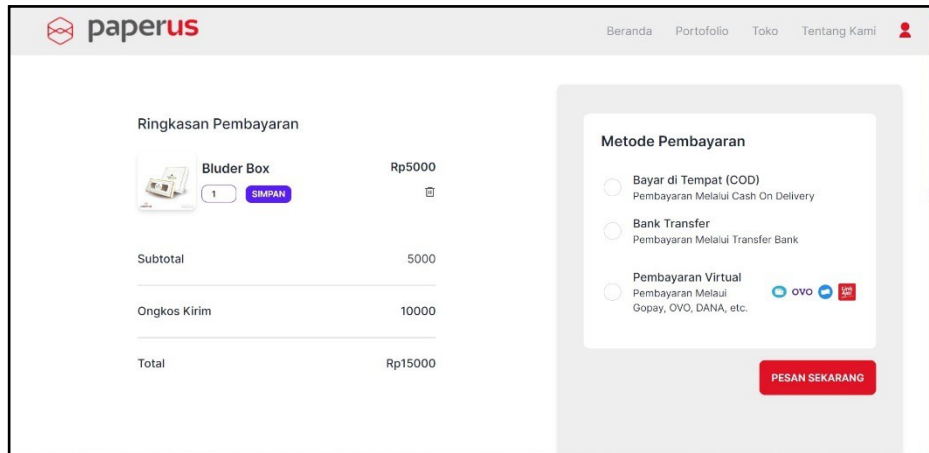 paperus
Beranda Portofolio Toko Tentang Kami
Ringkasan Pembayaran
Bluder Box Rp5000
1 SIMPAN
Subtotal 5000
Ongkos Kirim 10000
Total Rp15000
Metode Pembayaran
Bayar di Tempat (COD)
Pembayaran Melalui Cash On Delivery
Bank Transfer
Pembayaran Melalui Transfer Bank
Pembayaran Virtual
Pembayaran Melaui
Gopay, OVO, DANA, etc.
OVO
PESAN SEKARANG